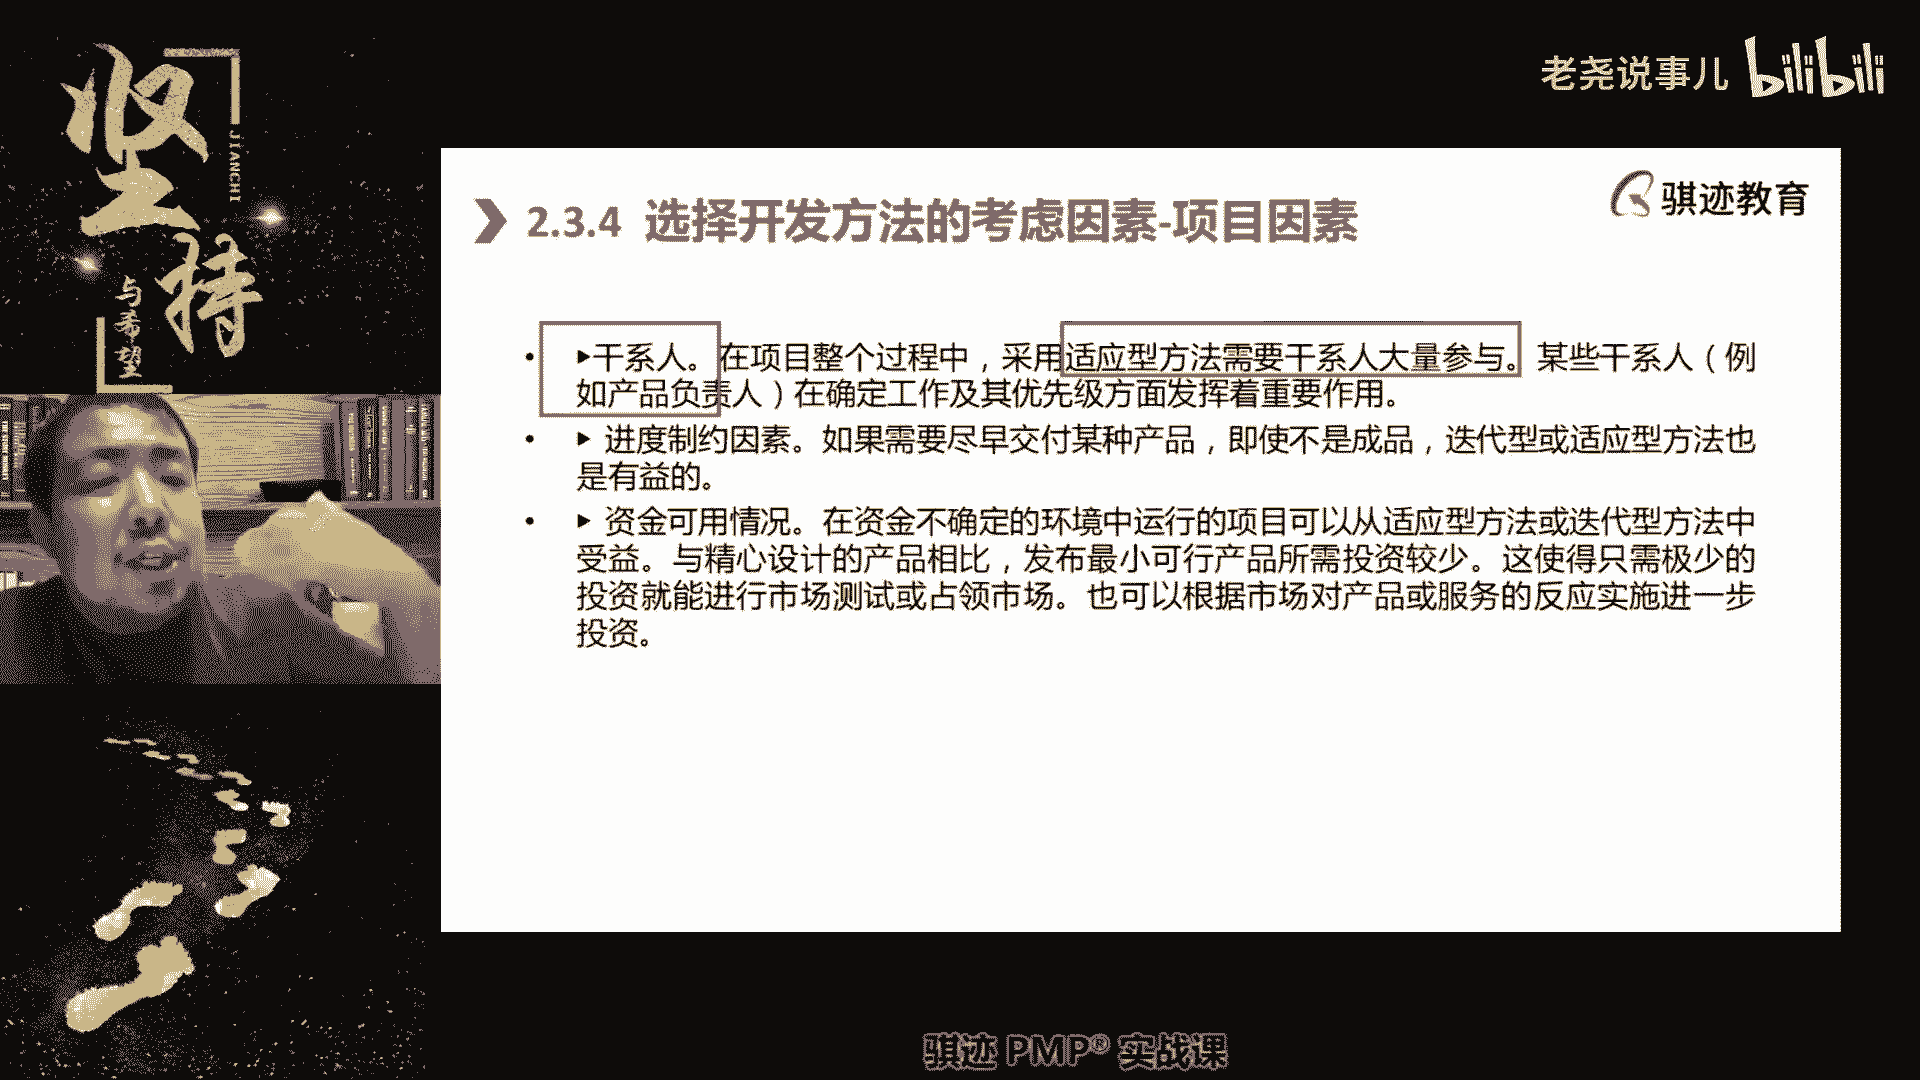 坚持
JIANCHI
与希望
老尧说事儿 bilibili
骐迹教育
2.3.4 选择开发方法的考虑因素-项目因素
• ▶干系人。在项目整个过程中，采用适应型方法需要干系人大量参与。某些干系人（例
如产品负责人）在确定工作及其优先级方面发挥着重要作用。
• ▶ 进度制约因素。如果需要尽早交付某种产品，即使不是成品，迭代型或适应型方法也
是有益的。
• ▶ 资金可用情况。在资金不确定的环境中运行的项目可以从适应型方法或迭代型方法中
受益。与精心设计的产品相比，发布最小可行产品所需投资较少。这使得只需极少的
投资就能进行市场测试或占领市场。也可以根据市场对产品或服务的反应实施进一步
投资。
骐迹 PMP® 实战课